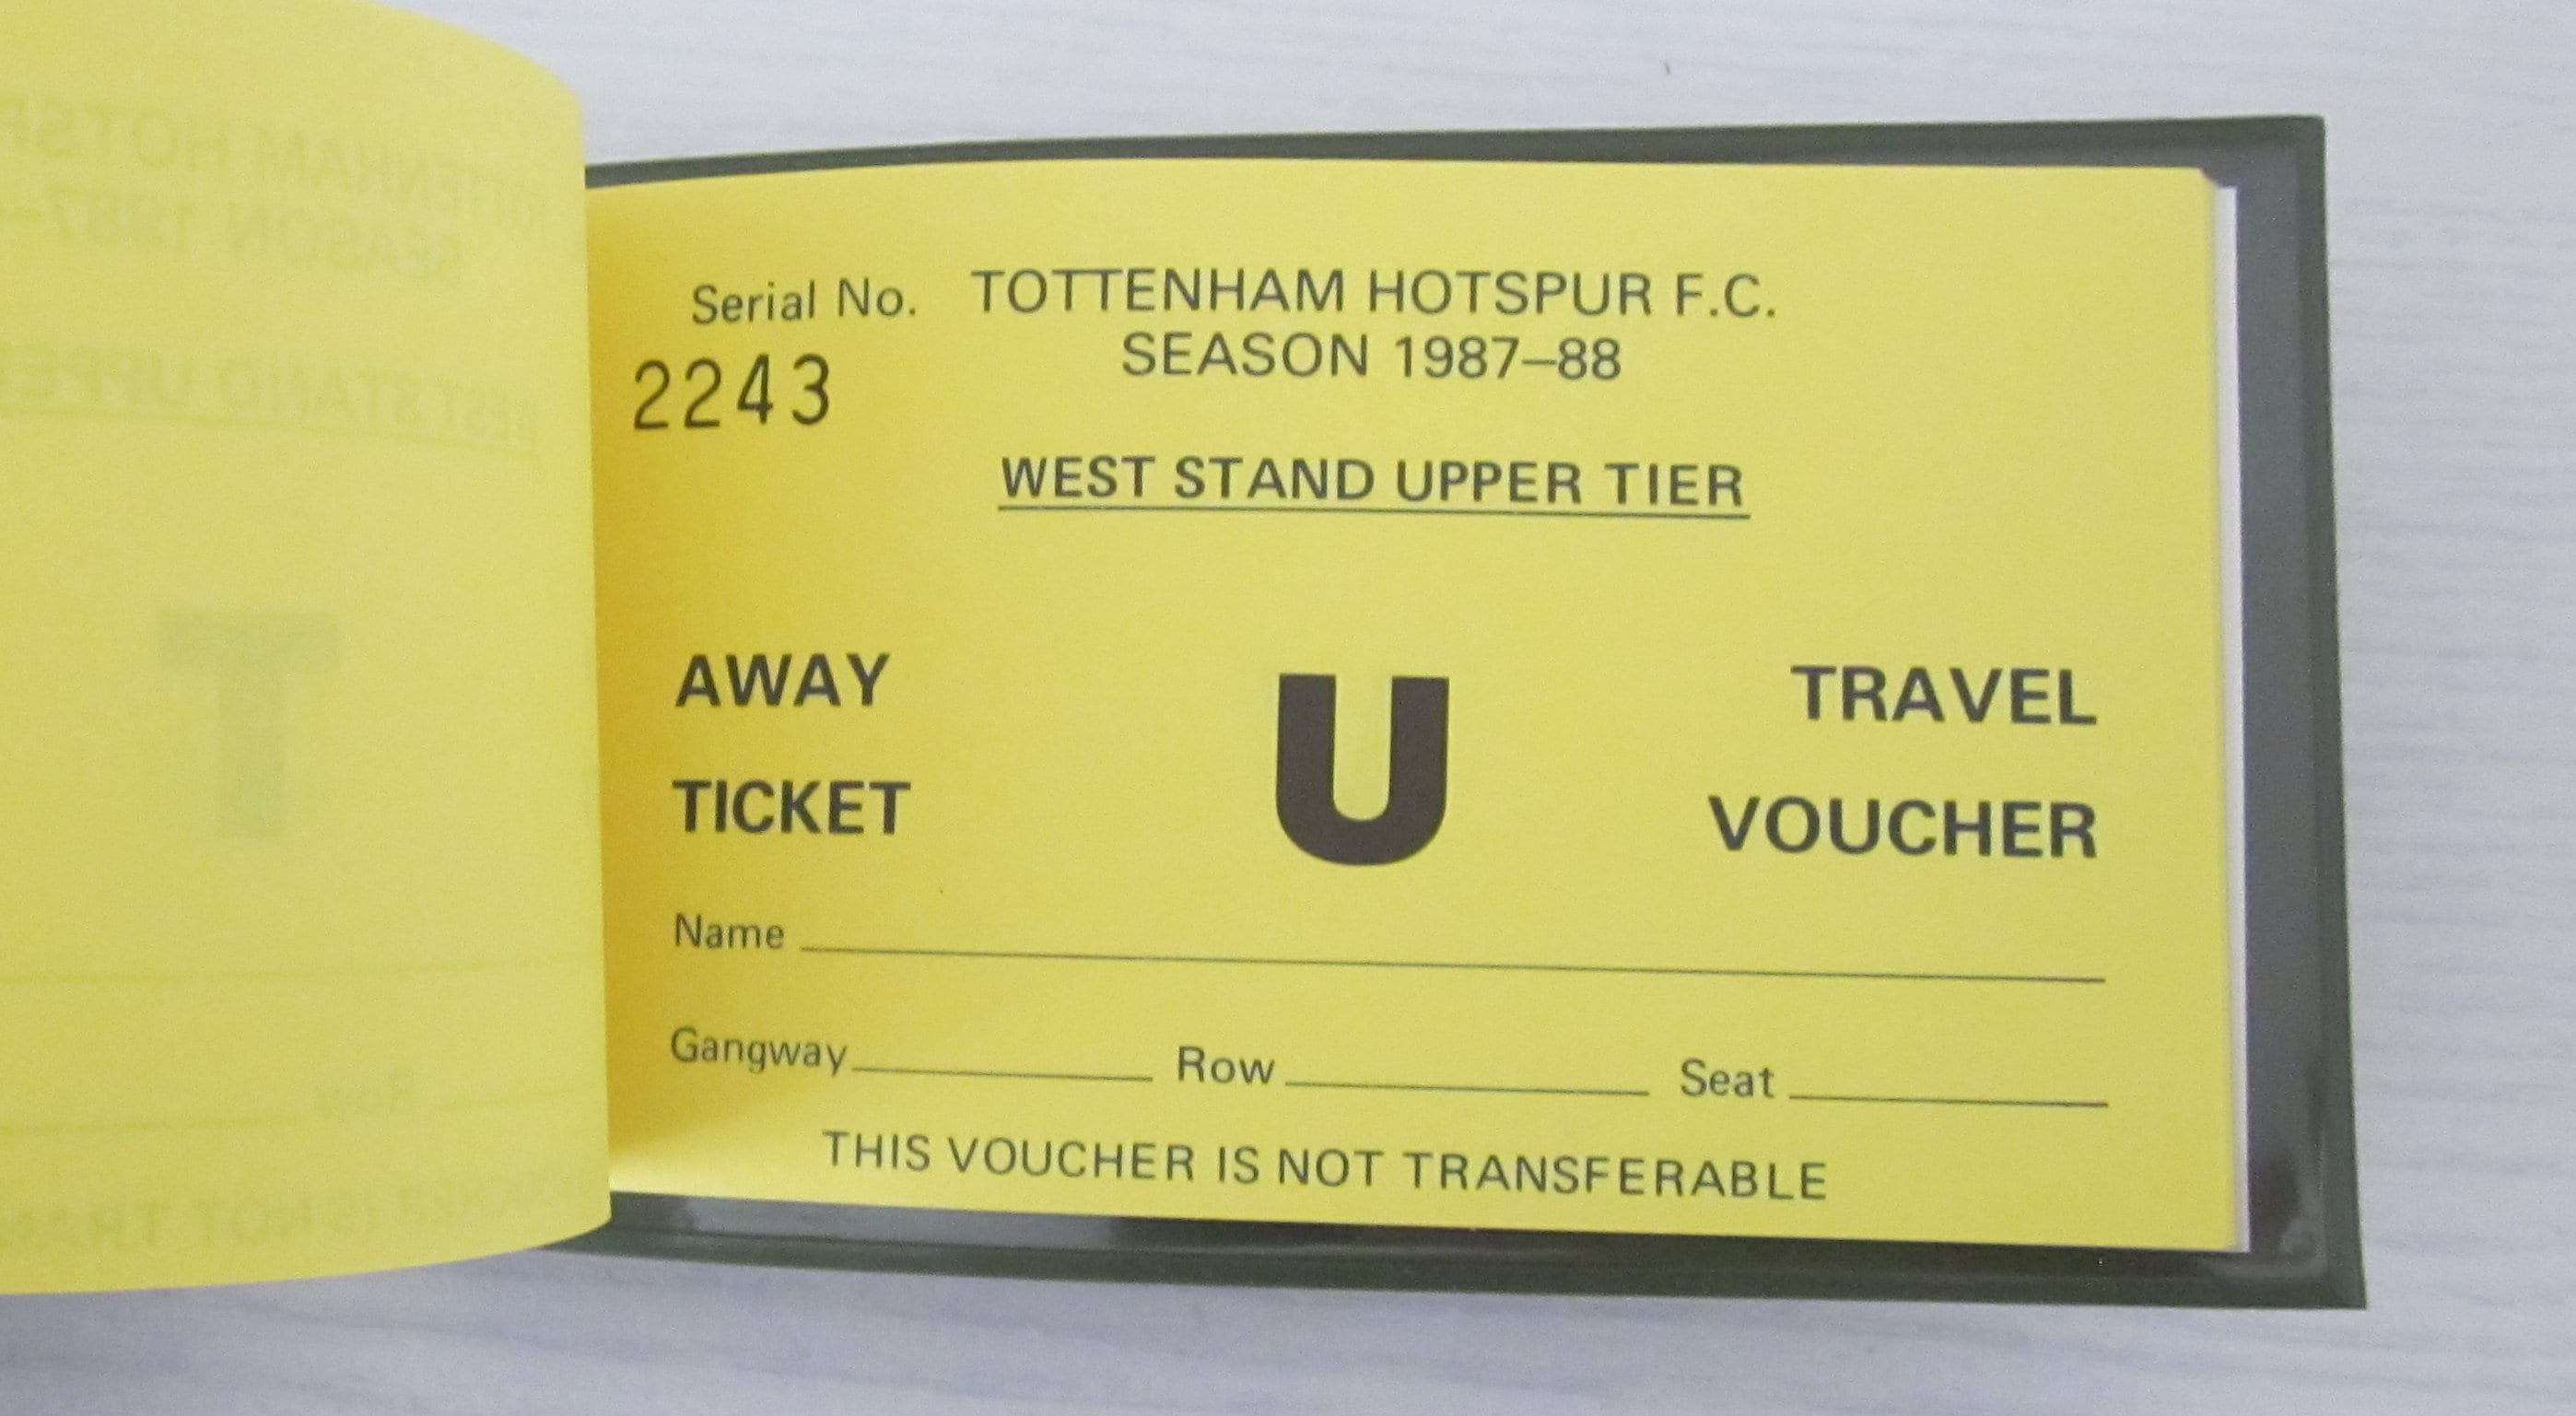 Serial No. TOTTENHAM HOTSPUR F.C.
SEASON 1987–88
2243
WEST STAND UPPER TIER
AWAY U TRAVEL
TICKET VOUCHER
Name
Gangway Row Seat
THIS VOUCHER IS NOT TRANSFERABLE